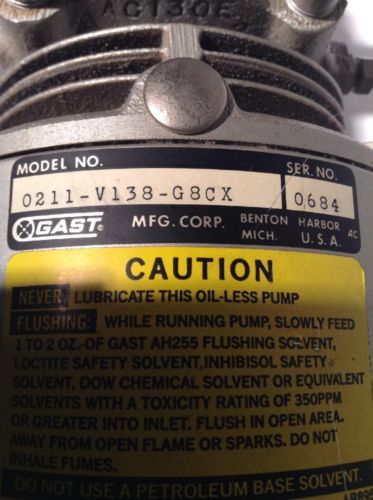 AC130E
MODEL NO. SER. NO.
0211-V138-G8CX 0684
GAST® MFG. CORP. BENTON HARBOR AC
MICH. U.S.A.
CAUTION
NEVER LUBRICATE THIS OIL-LESS PUMP
FLUSHING: WHILE RUNNING PUMP, SLOWLY FEED
1 TO 2 OZ. OF GAST AH255 FLUSHING SOLVENT,
LOCTITE SAFETY SOLVENT, INHIBISOL SAFETY
SOLVENT, DOW CHEMICAL SOLVENT OR EQUIVALENT
SOLVENTS WITH A TOXICITY RATING OF 350PPM
OR GREATER INTO INLET. FLUSH IN OPEN AREA.
AWAY FROM OPEN FLAME OR SPARKS. DO NOT
INHALE FUMES.
DO NOT USE A PETROLEUM BASE SOLVENT.